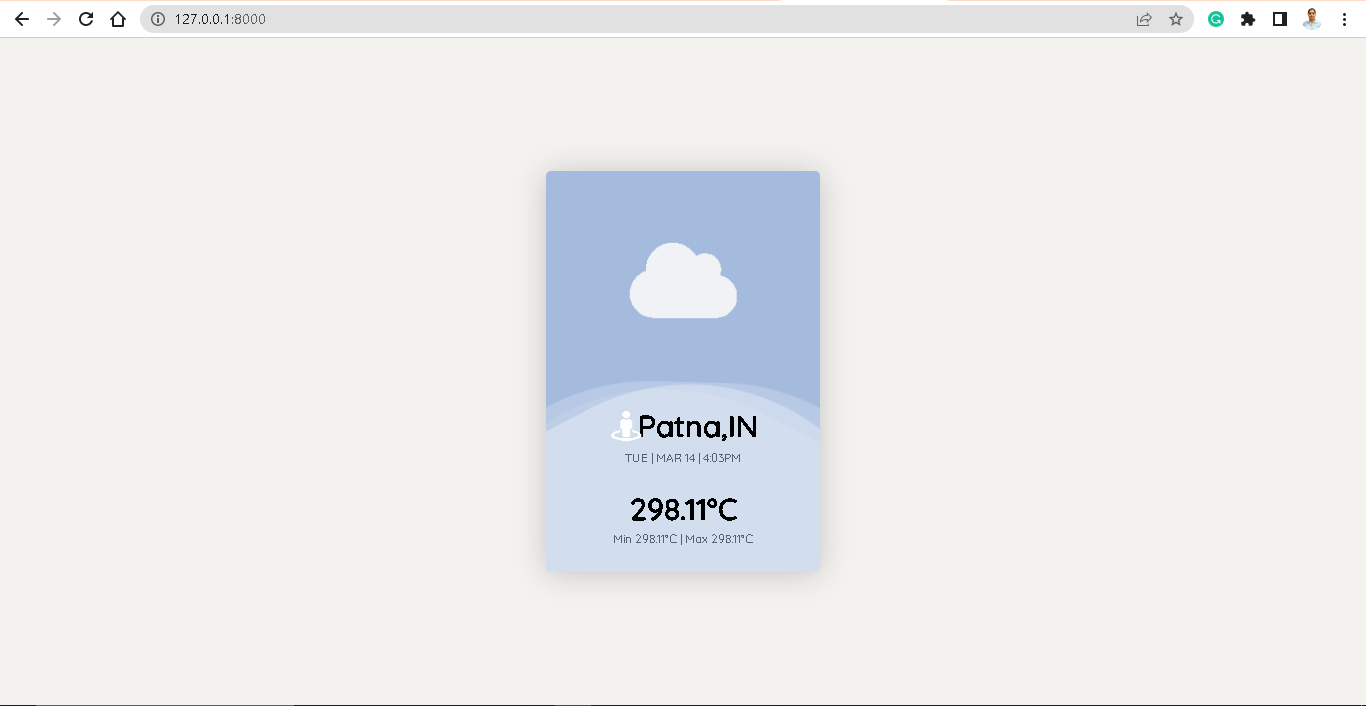 127.0.0.1:8000
Patna,IN
TUE | MAR 14 | 4:03PM
298.11°C
Min 298.11°C | Max 298.11°C